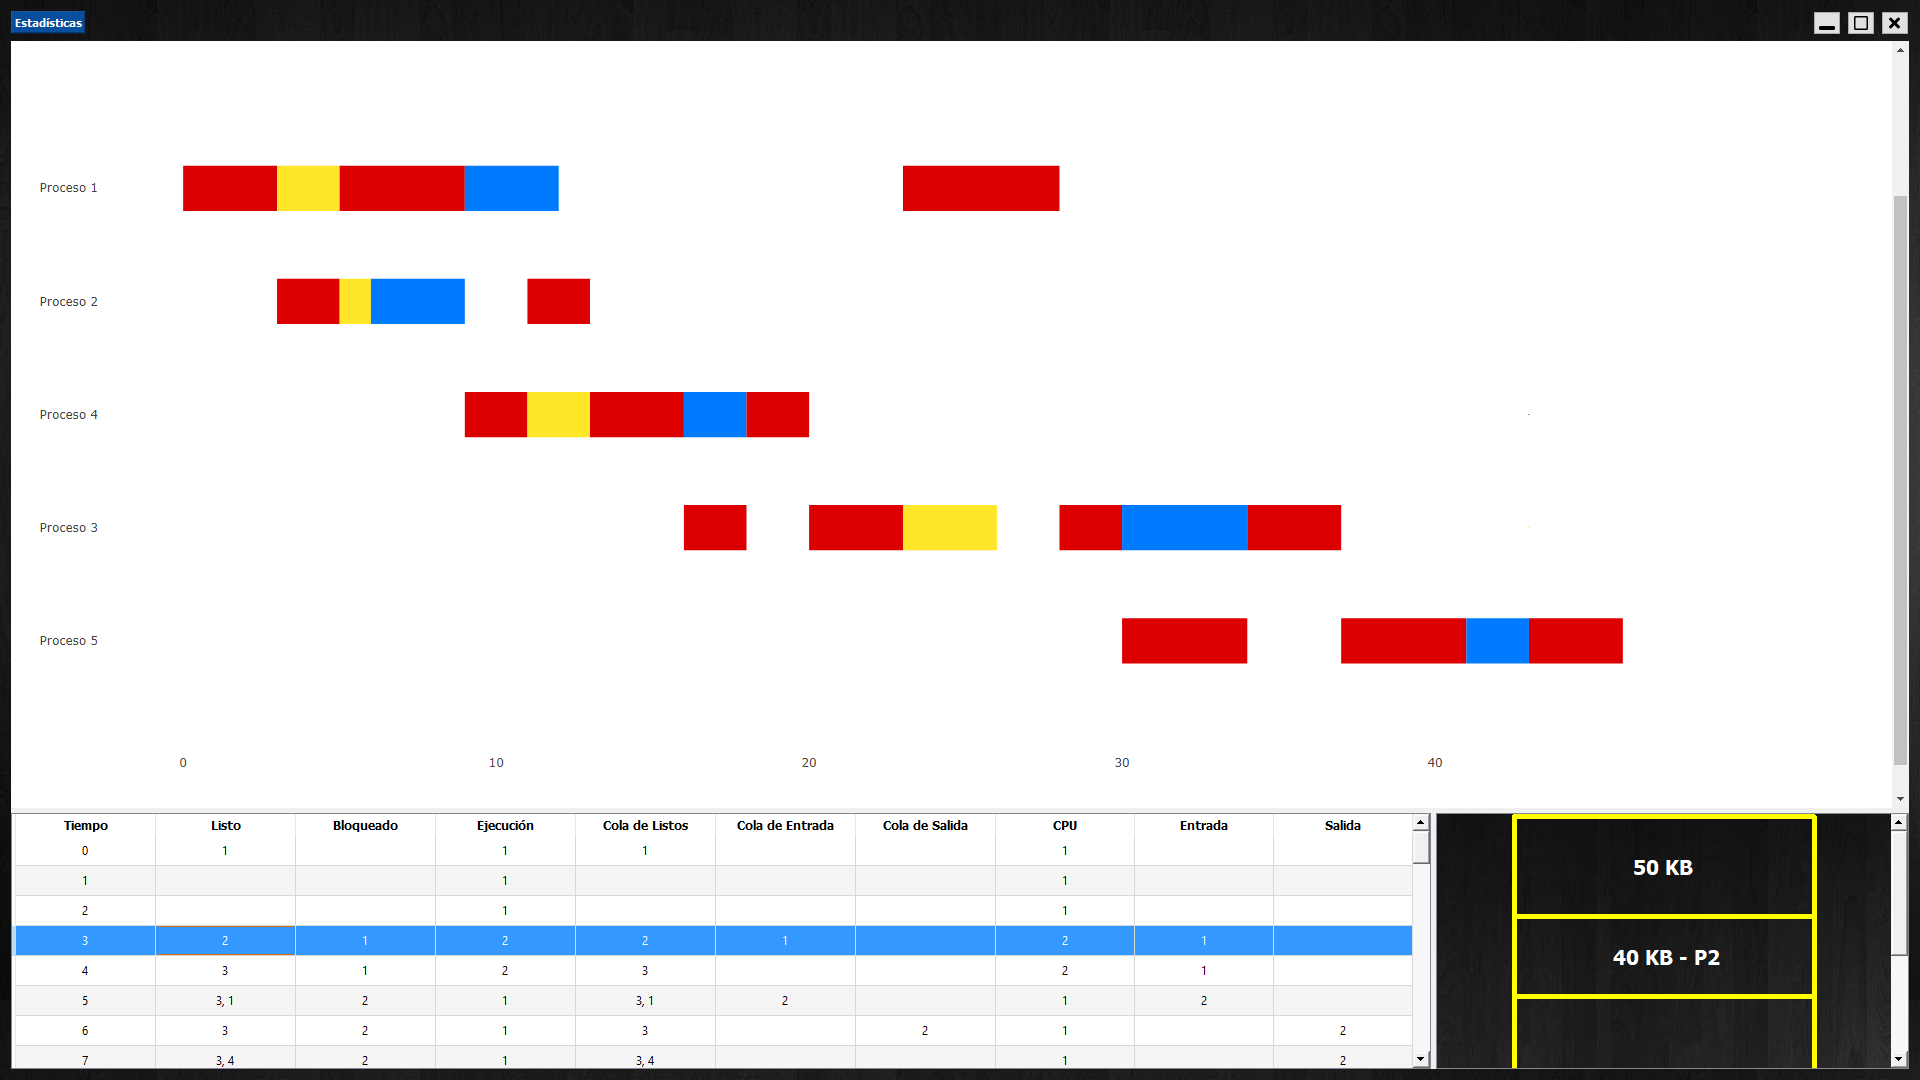 Estadísticas
Proceso 1
Proceso 2
Proceso 4
Proceso 3
Proceso 5
0 10 20 30 40
Tiempo Listo Bloqueado Ejecución Cola de Listos Cola de Entrada Cola de Salida CPU Entrada Salida
0 1 1 1 1
1 1 1
2 1 1
3 2 1 2 2 1 2 1
4 3 1 2 3 2 1
5 3, 1 2 1 3, 1 2 1 2
6 3 2 1 3 2 1 2
7 3, 4 2 1 3, 4 1 2
50 KB
40 KB - P2